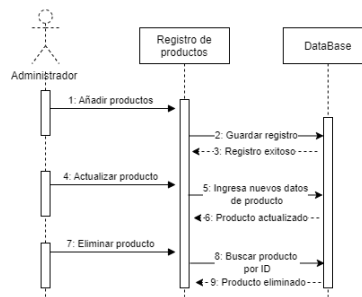 Registro de
productos
DataBase
Administrador
1: Añadir productos
2: Guardar registro
3: Registro exitoso
4: Actualizar producto
5: Ingresa nuevos datos
de producto
6: Producto actualizado
7: Eliminar producto
8: Buscar producto
por ID
9: Producto eliminado